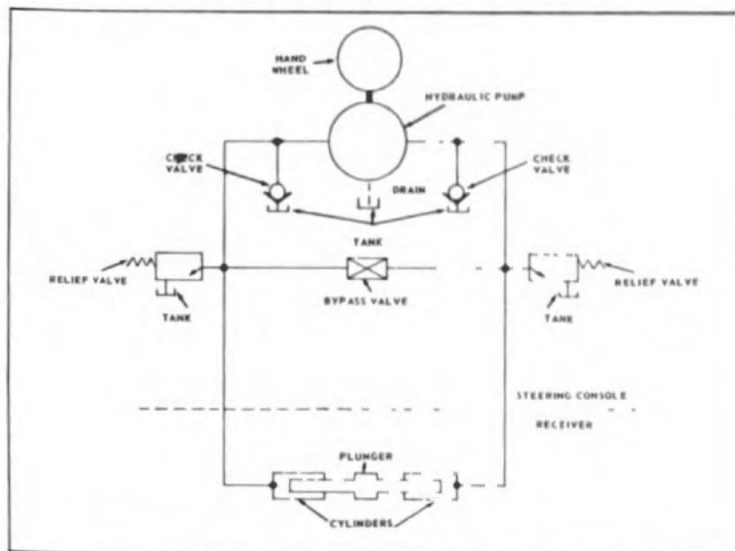 HAND
WHEEL
HYDRAULIC PUMP
CHECK
VALVE
CHECK
VALVE
DRAIN
TANK
RELIEF VALVE
BYPASS VALVE
RELIEF VALVE
TANK
TANK
STEERING CONSOLE
RECEIVER
PLUNGER
CYLINDERS